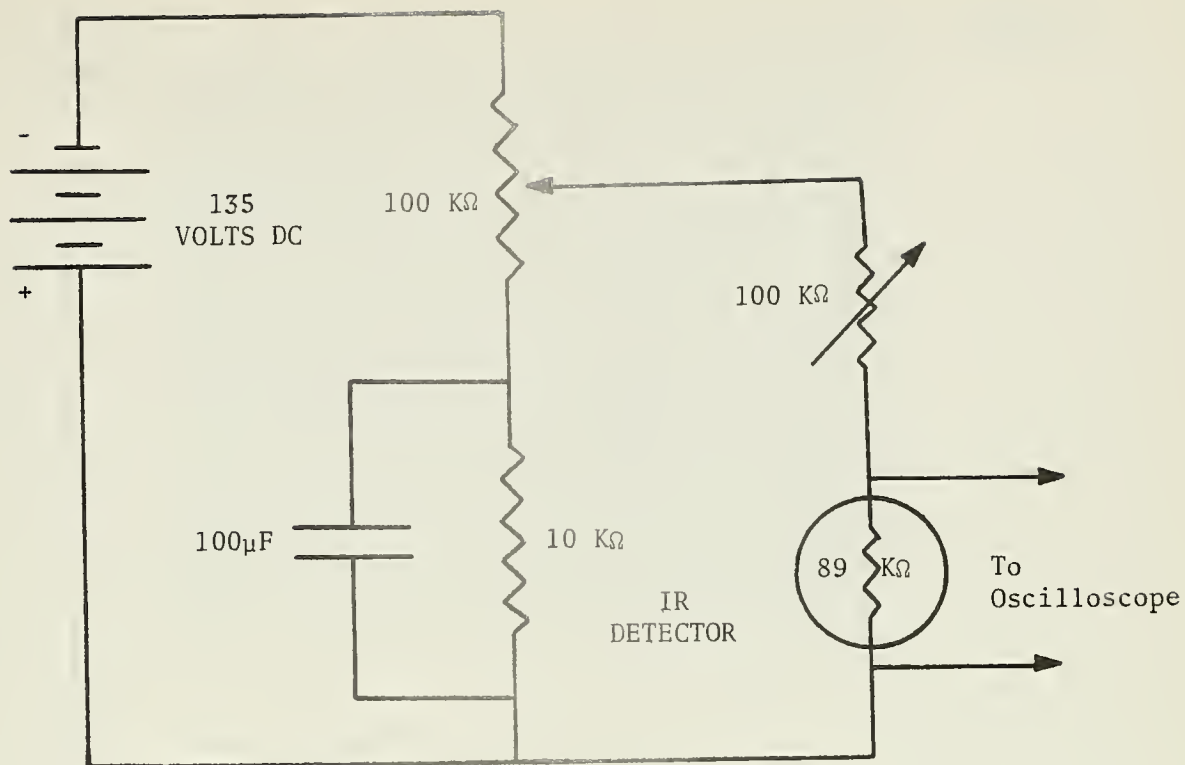 -
135
VOLTS DC
+
100 KΩ
100 KΩ
100µF
10 KΩ
IR
DETECTOR
89 KΩ
To
Oscilloscope